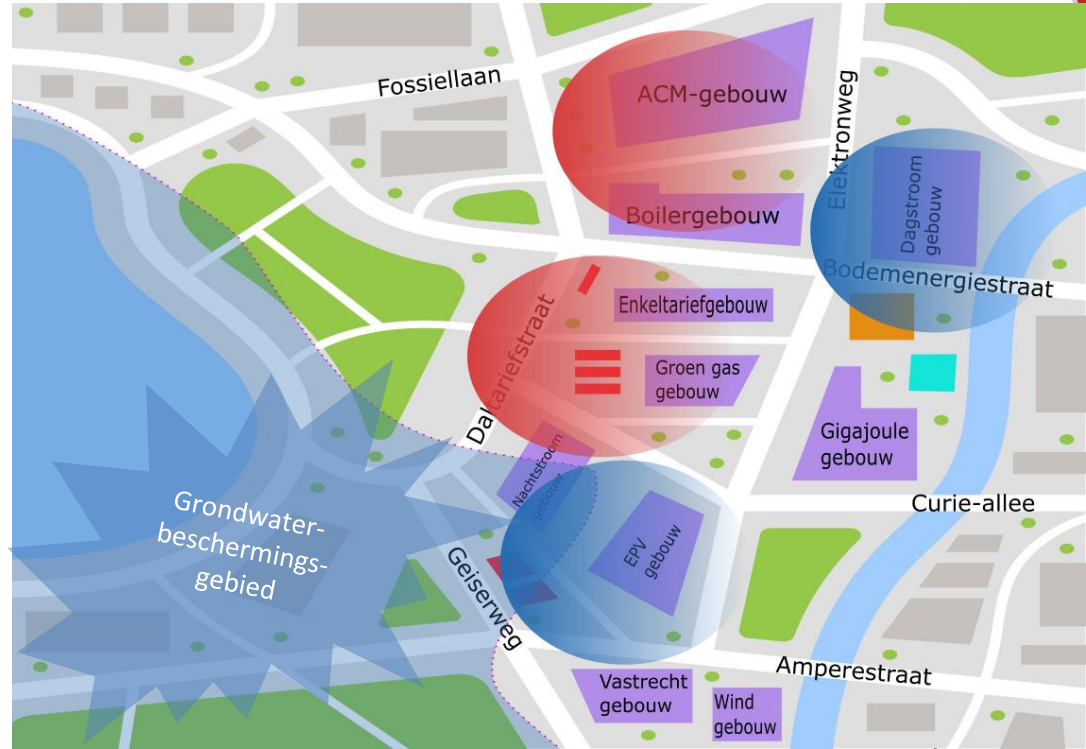 Fossiellaan
ACM-gebouw
Elektronweg
Boilergebouw
Dagstroom
gebouw
Bodemenergiestraat
Enkeltariefgebouw
Daltariefstraat
Groen gas
gebouw
Gigajoule
gebouw
Nachtstroom
gebouw
Curie-allee
Grondwater-
beschermings-
gebied
EPV
gebouw
Geiserweg
Amperestraat
Vastrecht
gebouw
Wind
gebouw